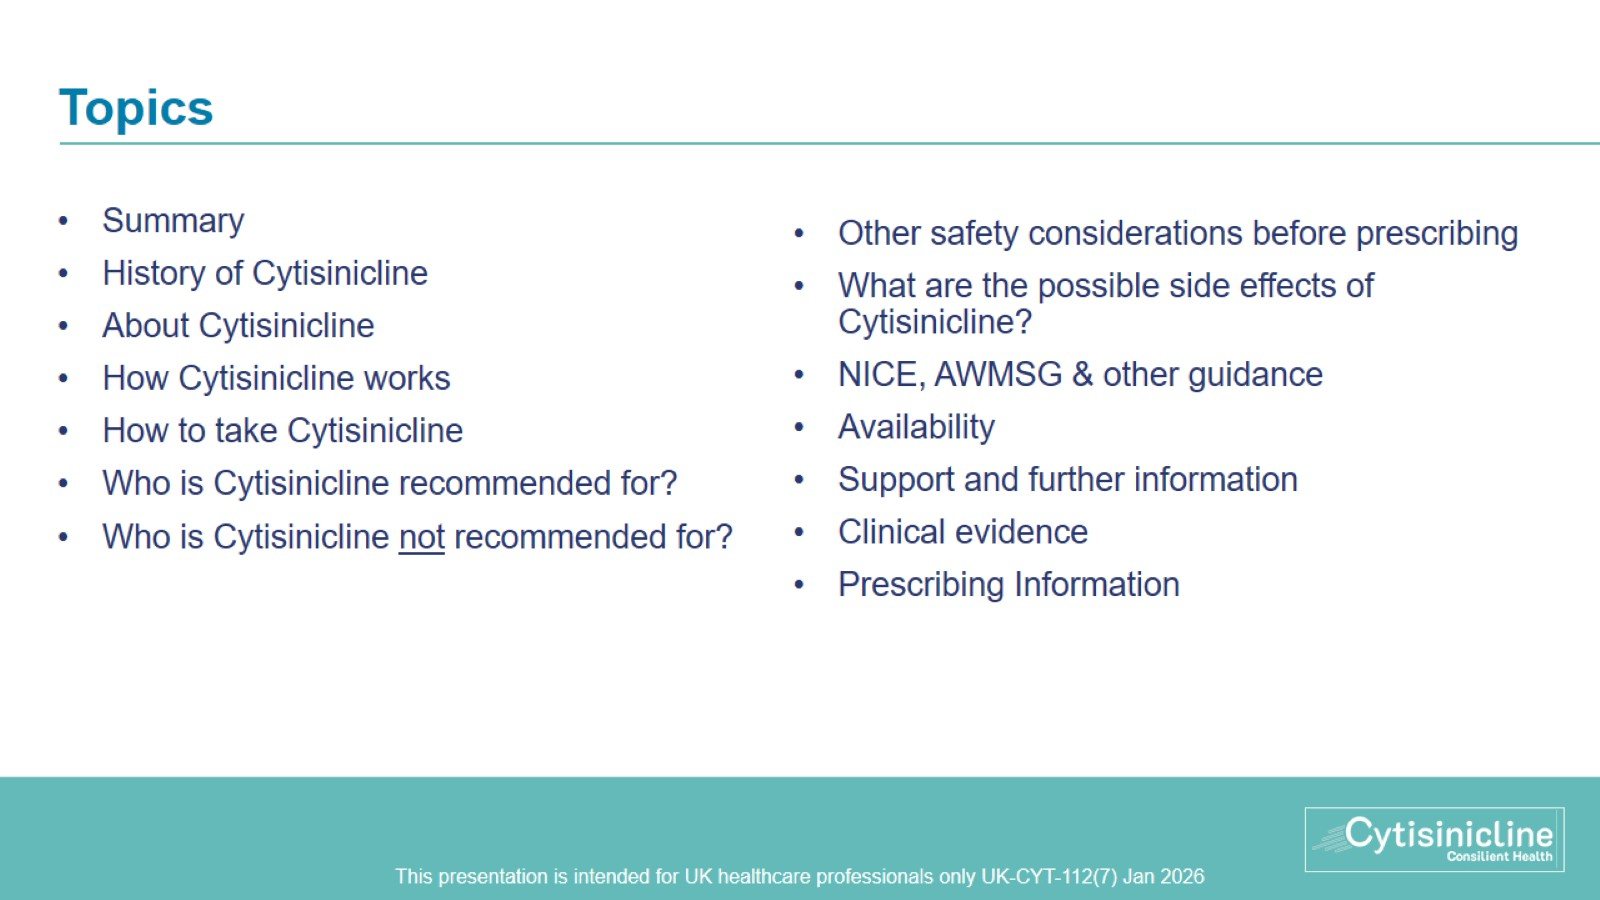 Topics
• Summary
• History of Cytisinicline
• About Cytisinicline
• How Cytisinicline works
• How to take Cytisinicline
• Who is Cytisinicline recommended for?
• Who is Cytisinicline not recommended for?
• Other safety considerations before prescribing
• What are the possible side effects of
Cytisinicline?
• NICE, AWMSG & other guidance
• Availability
• Support and further information
• Clinical evidence
• Prescribing Information
Cytisinicline
Consilient Health
This presentation is intended for UK healthcare professionals only UK-CYT-112(7) Jan 2026